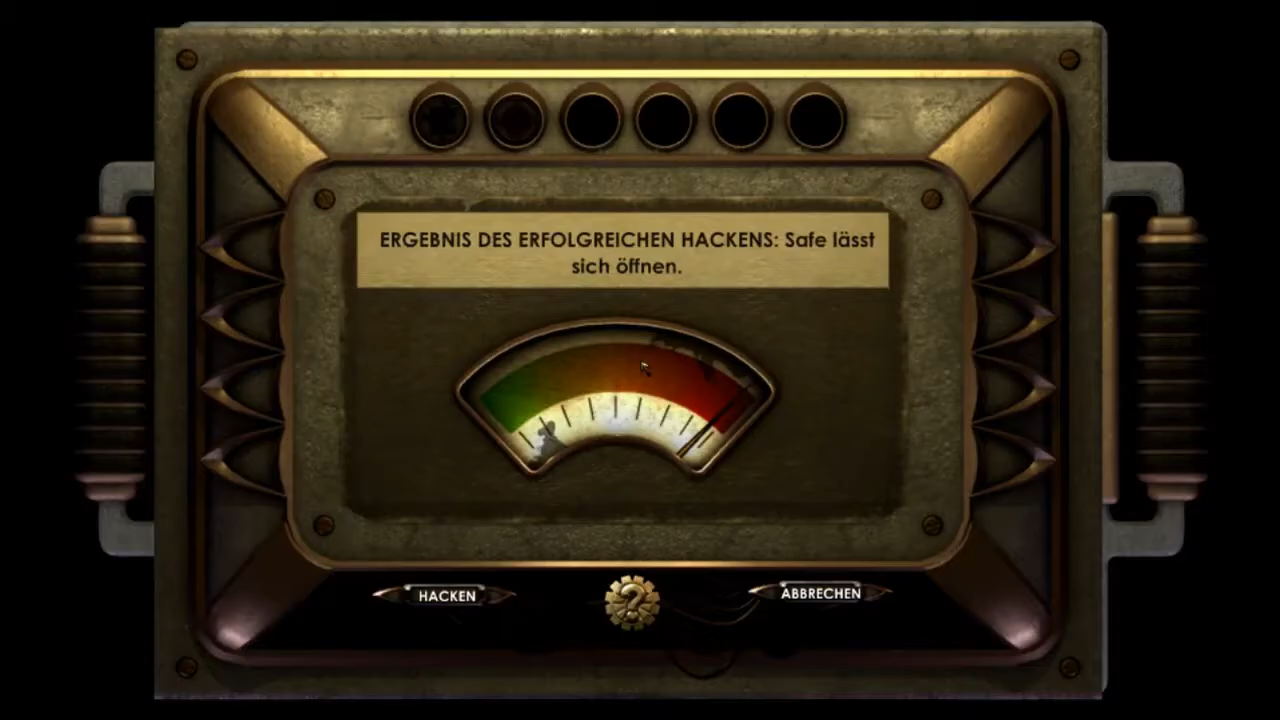 ERGEBNIS DES ERFOLGREICHEN HACKENS: Safe lässt
sich öffnen.
HACKEN
?
ABBRECHEN